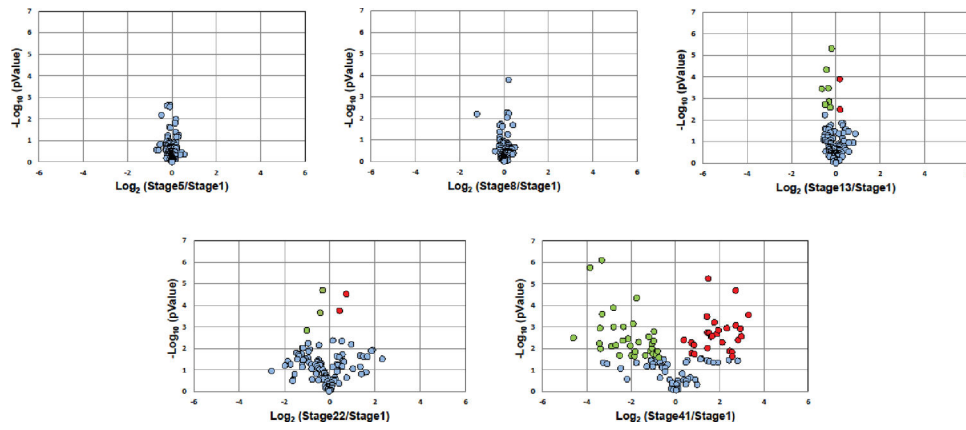 7
6
5
4
3
2
1
0
-Log₁₀ (pValue)
-6 -4 -2 0 2 4 6
Log₂ (Stage5/Stage1)
7
6
5
4
3
2
1
0
-Log₁₀ (pValue)
-6 -4 -2 0 2 4 6
Log₂ (Stage8/Stage1)
7
6
5
4
3
2
1
0
-Log₁₀ (pValue)
-6 -4 -2 0 2 4
Log₂ (Stage13/Stage1)
7
6
5
4
3
2
1
0
-Log₁₀ (pValue)
-6 -4 -2 0 2 4 6
Log₂ (Stage22/Stage1)
7
6
5
4
3
2
1
0
-Log₁₀ (pValue)
-6 -4 -2 0 2 4 6
Log₂ (Stage41/Stage1)